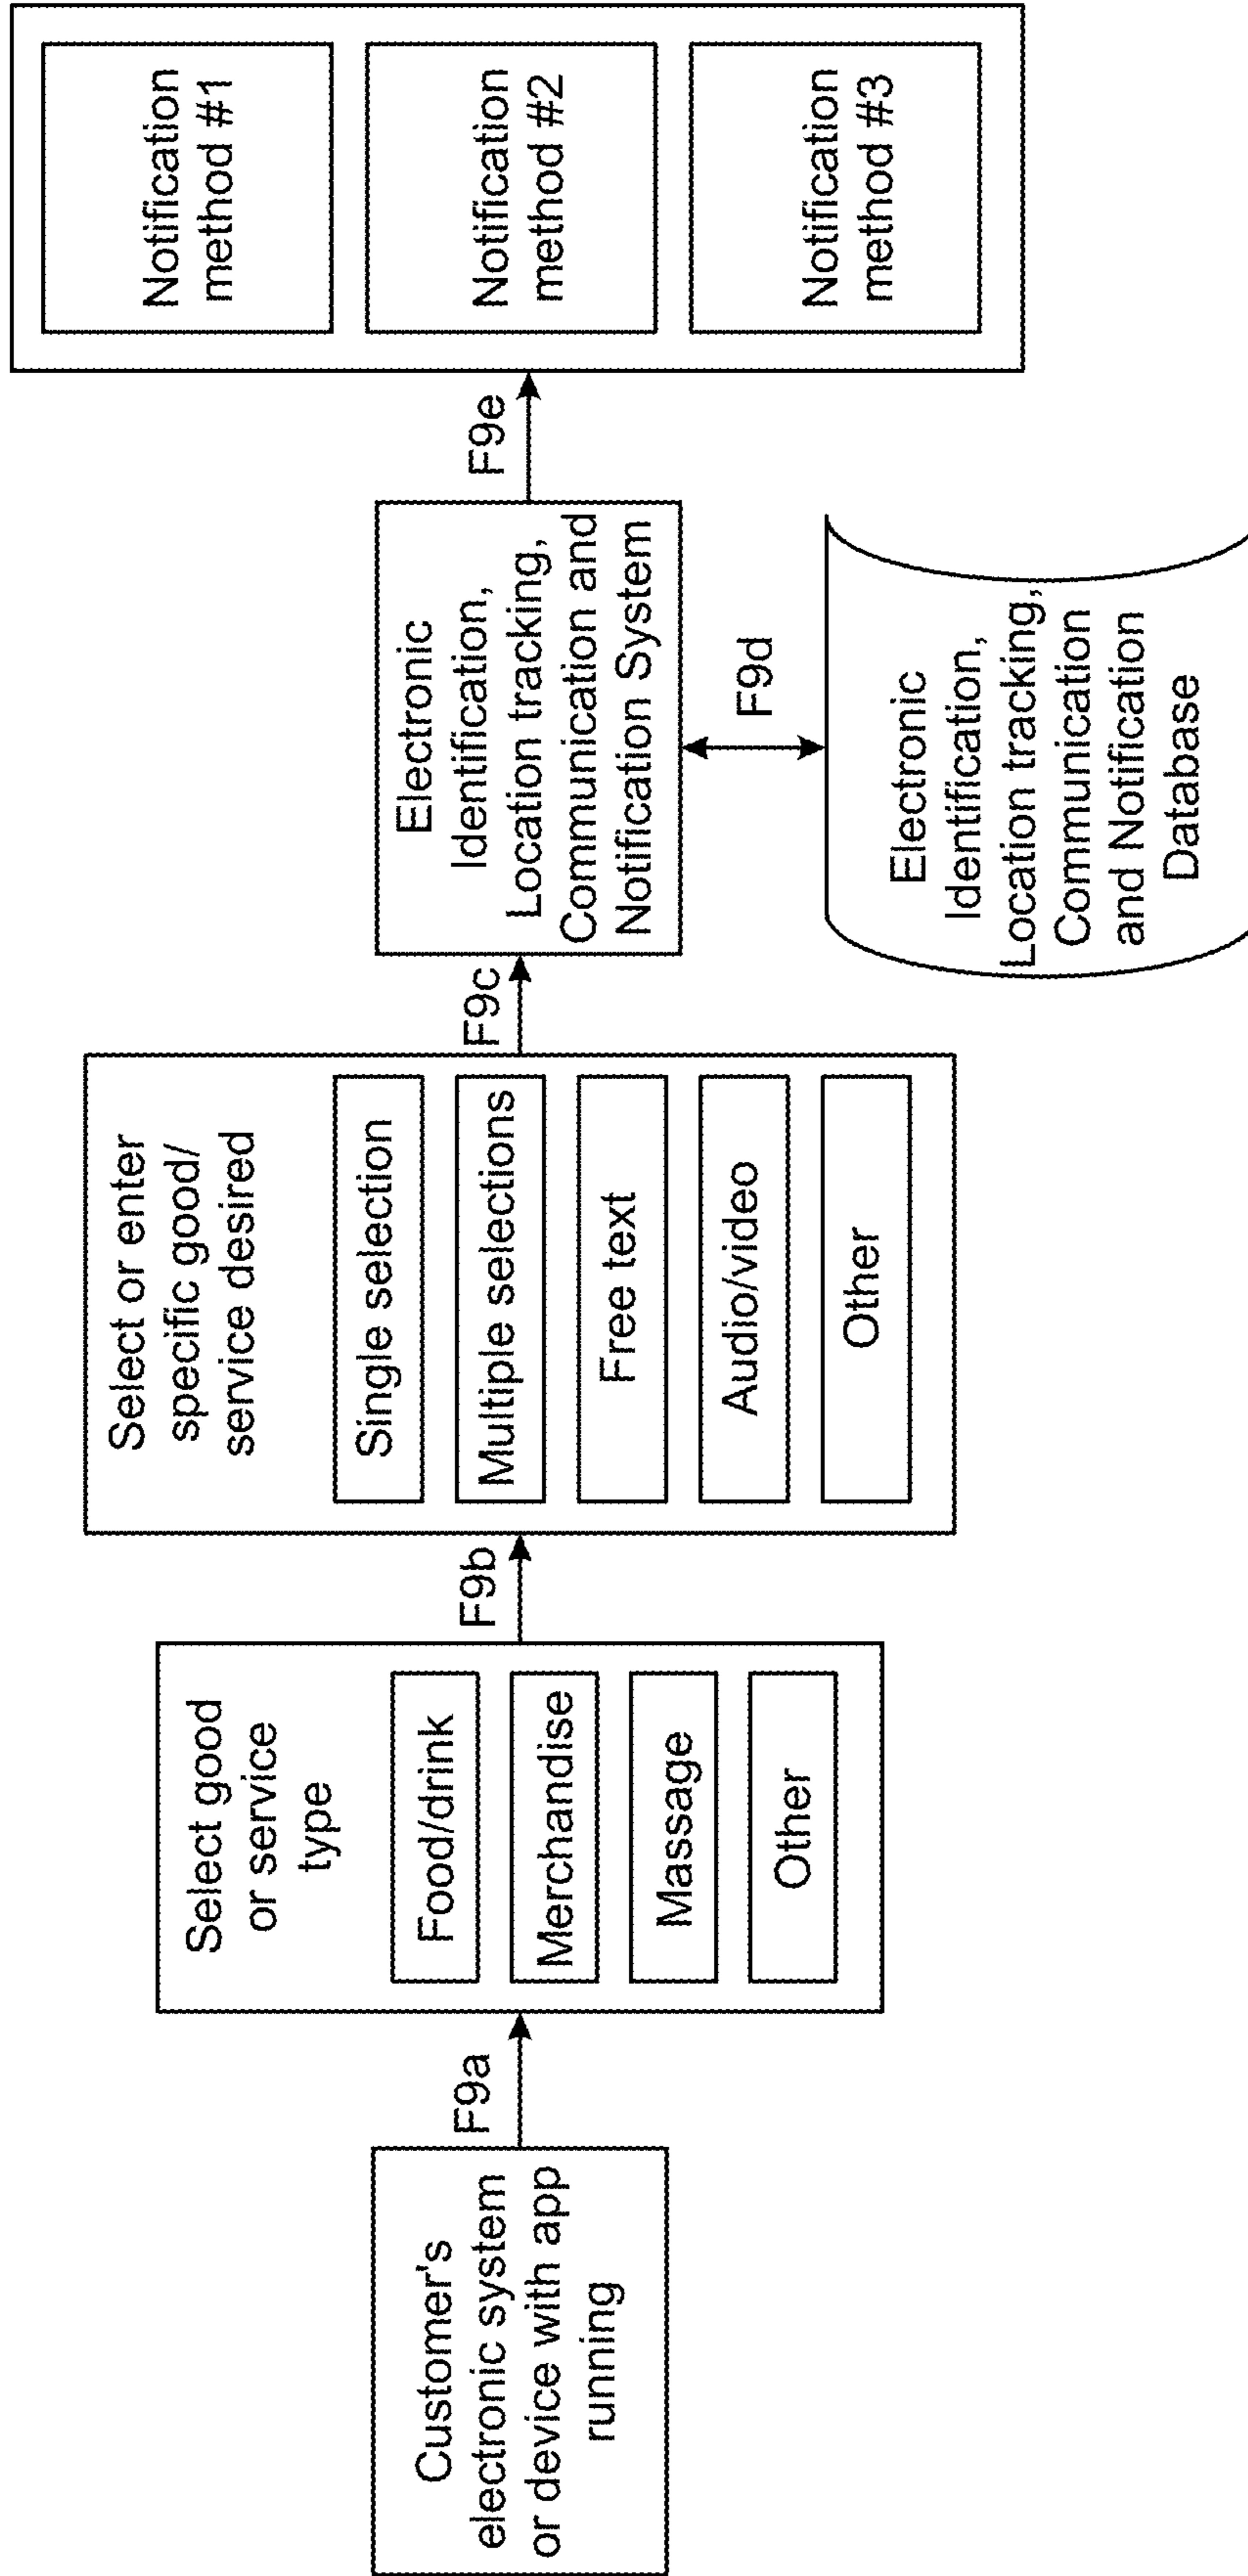 Customer's
electronic system
or device with app
running
F9a
Select good
or service
type
Food/drink
Merchandise
Massage
Other
F9b
Select or enter
specific good/
service desired
Single selection
Multiple selections
Free text
Audio/video
Other
F9c
Electronic
Identification,
Location tracking,
Communication and
Notification System
F9d
Electronic
Identification,
Location tracking,
Communication
and Notification
Database
F9e
Notification
method #1
Notification
method #2
Notification
method #3